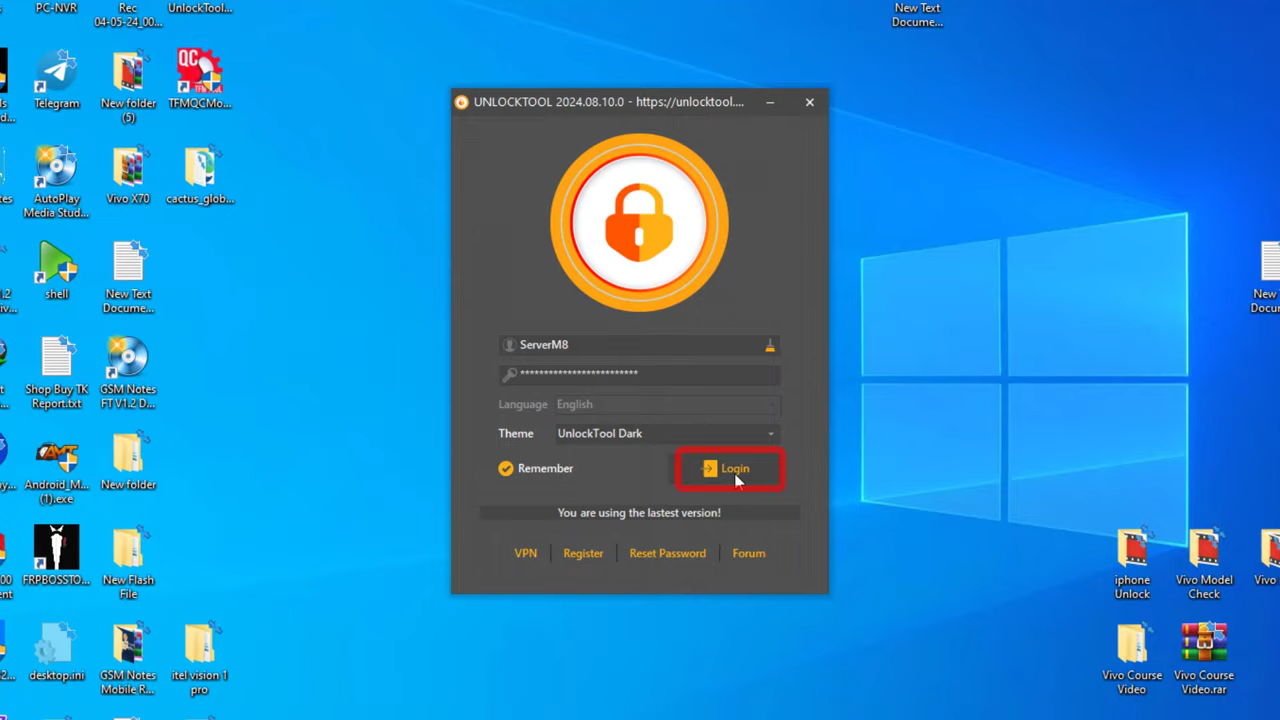 PC-NVR
Rec
04-05-24_00...
UnlockTool...
New Text
Docume...
Telegram
New folder
(5)
QC
TFMQCMo...
AutoPlay
Media Stud...
Vivo X70
cactus_glob...
shell
New Text
Docume...
Shop Buy TK
Report.txt
GSM Notes
FT V1.2 D...
Android_M...
(1).exe
New folder
FRPBOSSTO...
New Flash
File
desktop.ini
GSM Notes
Mobile R...
itel vision 1
pro
UNLOCKTOOL 2024.08.10.0 - https://unlocktool....
ServerM8
*************************
Language English
Theme UnlockTool Dark
Remember
Login
You are using the lastest version!
VPN
Register
Reset Password
Forum
iphone
Unlock
Vivo Model
Check
Vivo Course
Video
Vivo Course
Video.rar